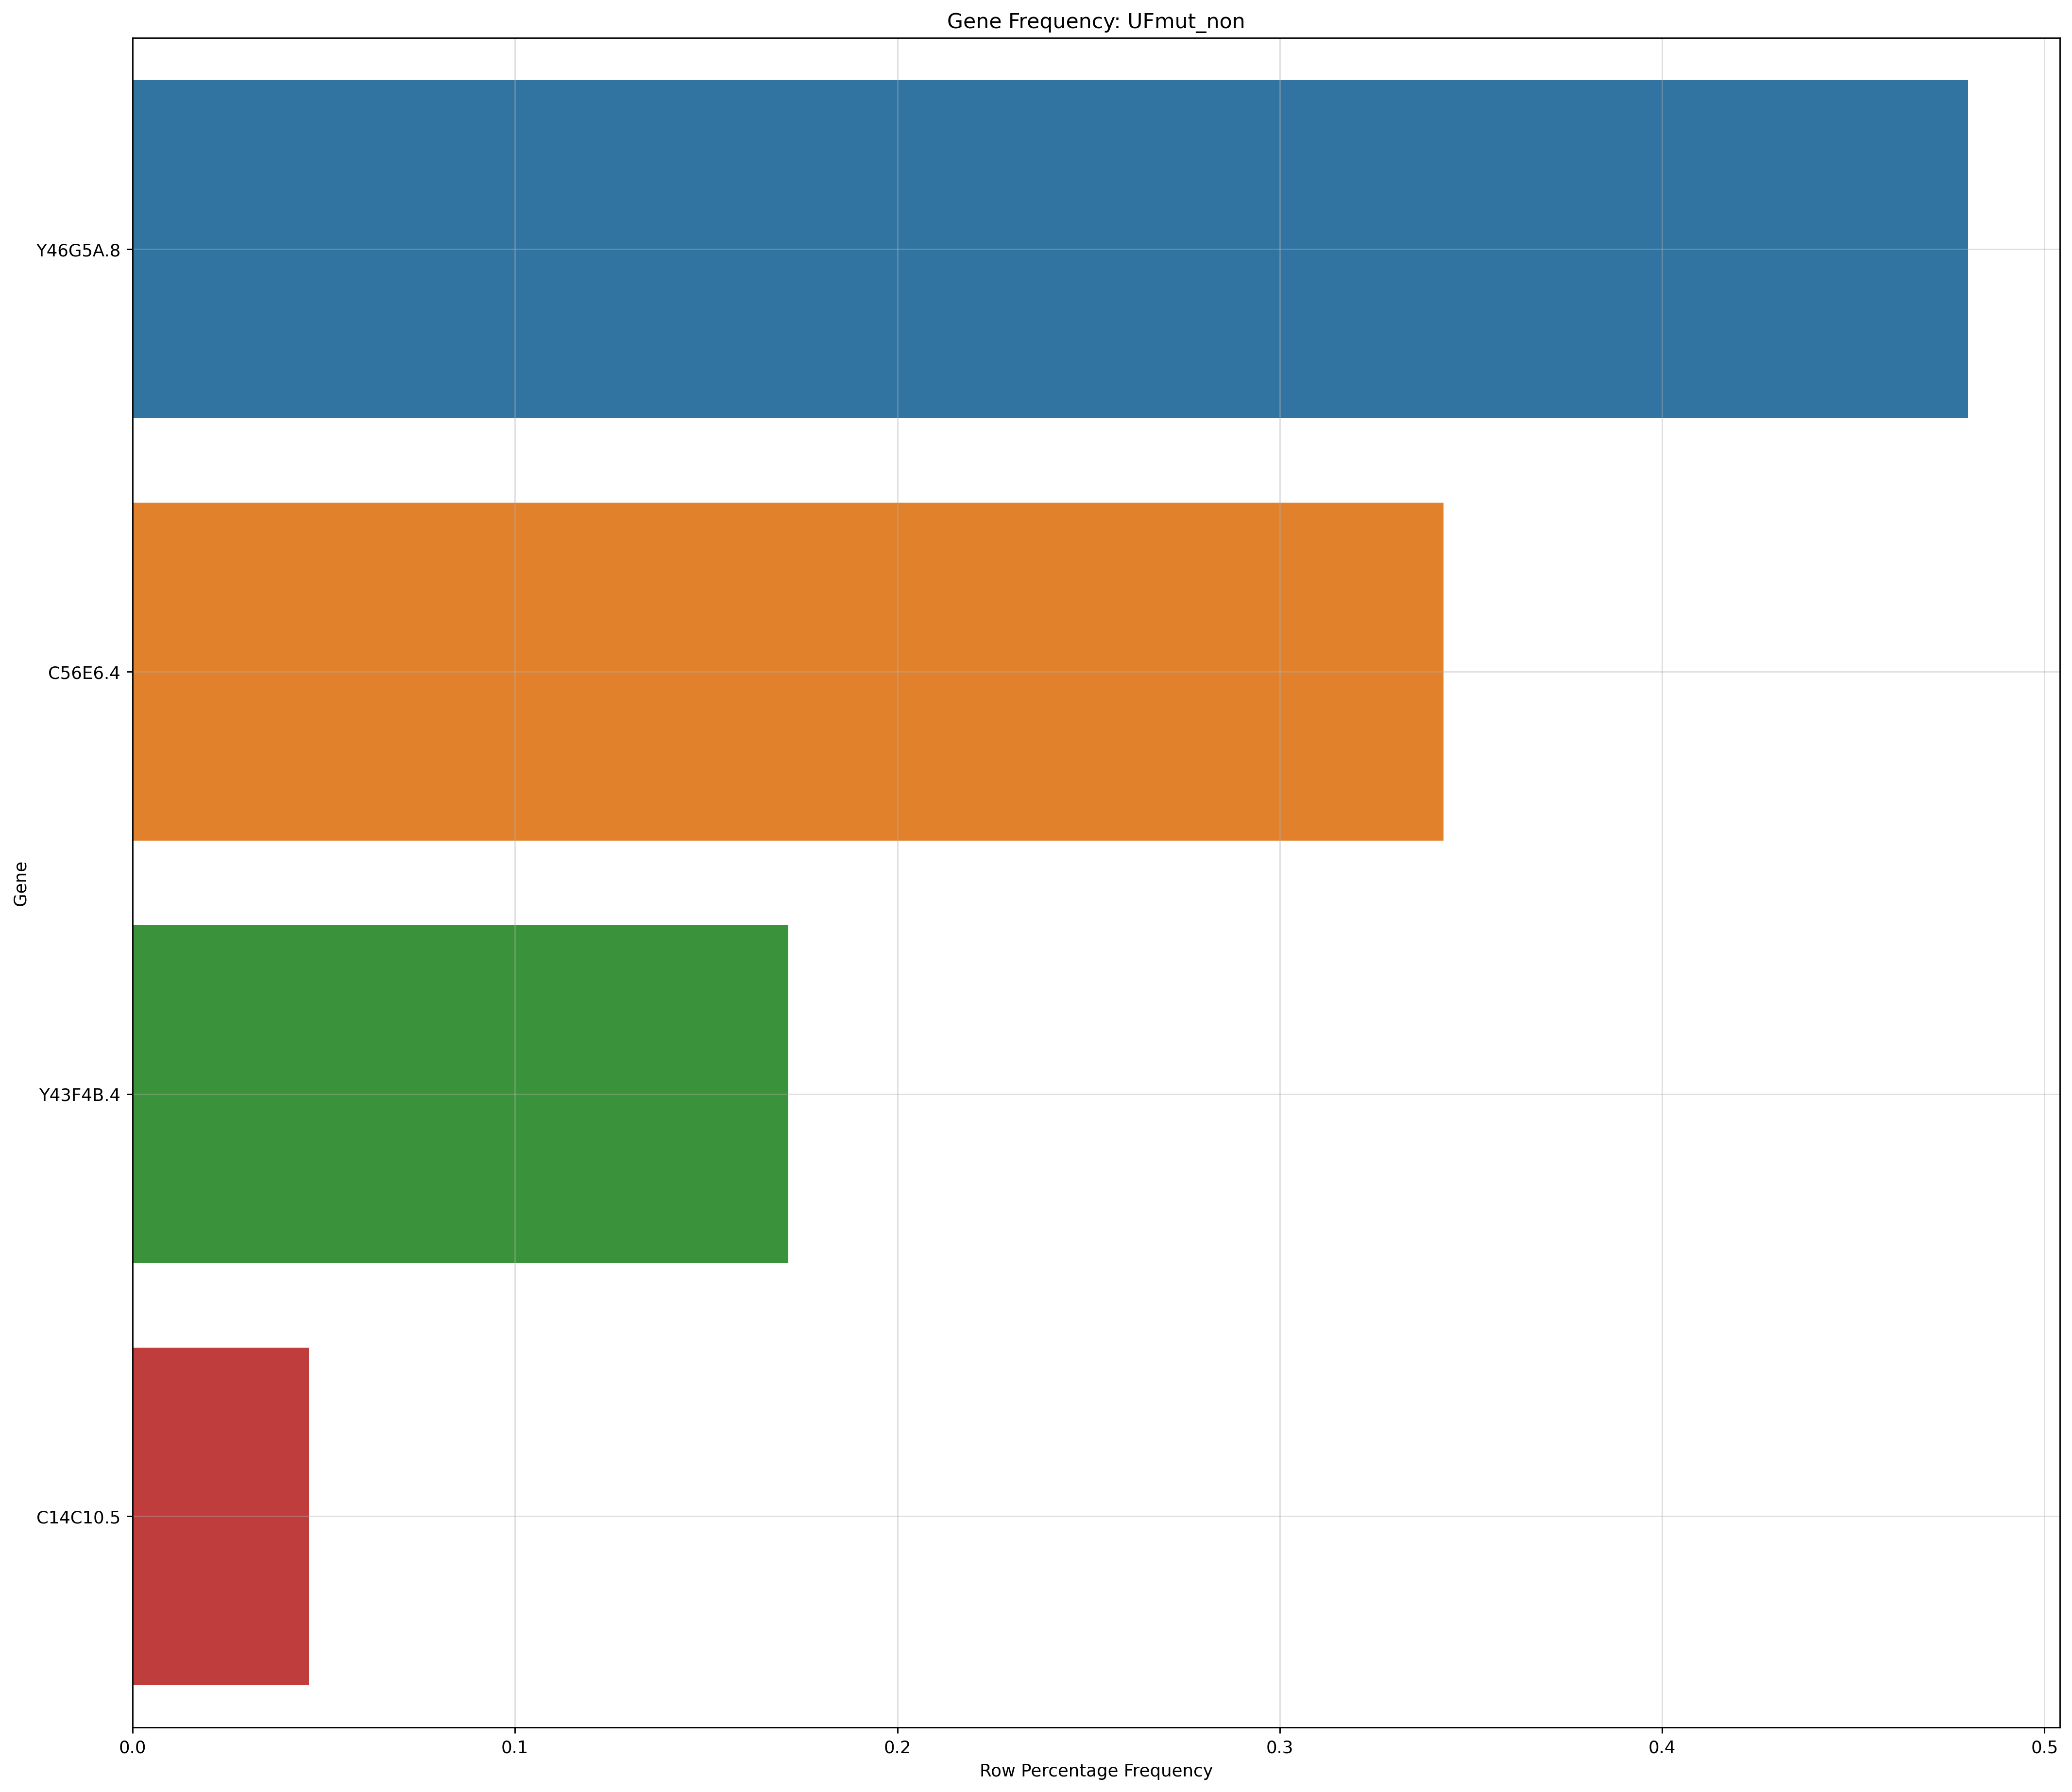 Gene Frequency: UFmut_non
Gene
Y46G5A.8
C56E6.4
Y43F4B.4
C14C10.5
0.0 0.1 0.2 0.3 0.4 0.5
Row Percentage Frequency